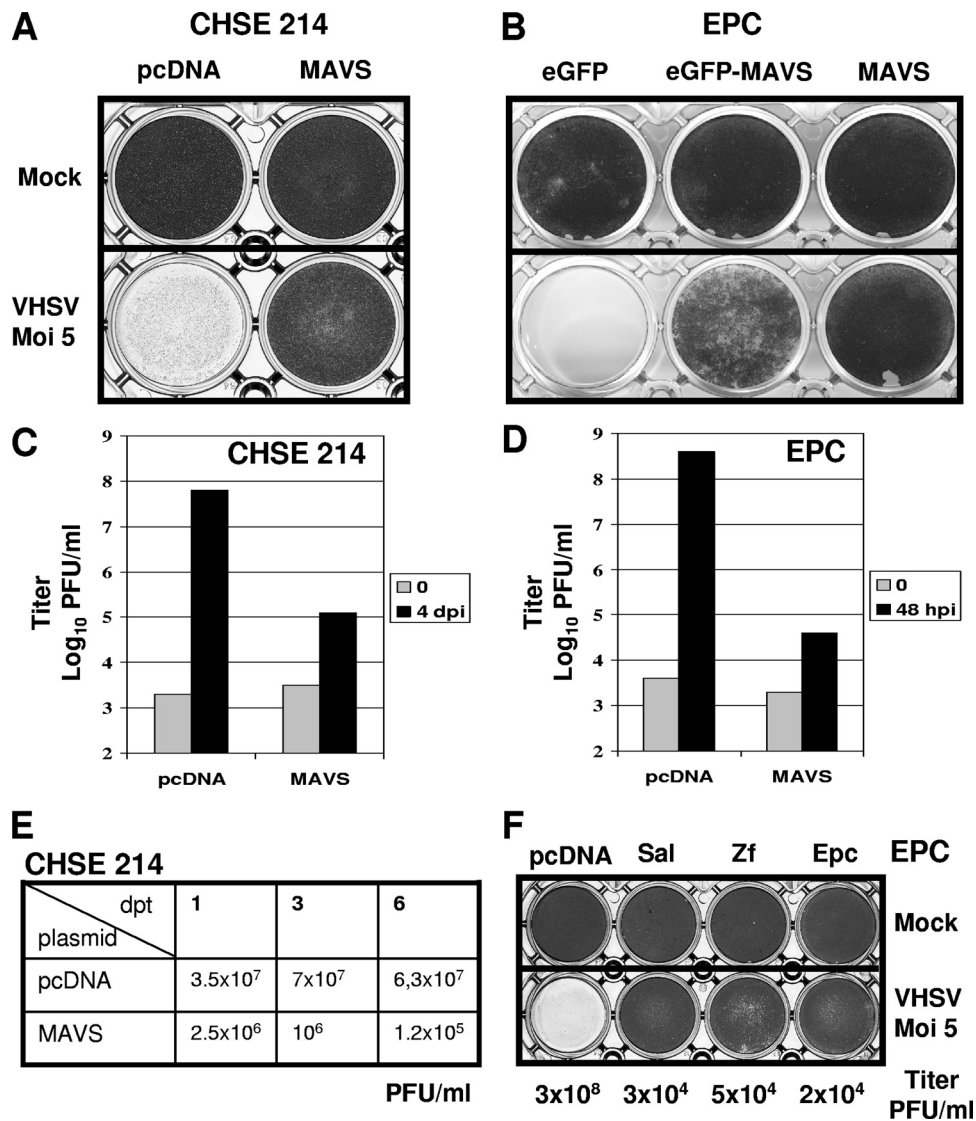 A
CHSE 214
pcDNA MAVS
Mock
VHSV
Moi 5
B
EPC
eGFP eGFP-MAVS MAVS
C
CHSE 214
Titer
Log10 PFU/ml
9
8
7
6
5
4
3
2
pcDNA MAVS
0
4 dpi
D
EPC
Titer
Log10 PFU/ml
9
8
7
6
5
4
3
2
pcDNA MAVS
0
48 hpi
E
CHSE 214
dpt 1 3 6
plasmid
pcDNA 3.5x10⁷ 7x10⁷ 6,3x10⁷
MAVS 2.5x10⁶ 10⁶ 1.2x10⁵
PFU/ml
F
pcDNA Sal Zf Epc EPC
Mock
VHSV
Moi 5
3x10⁸ 3x10⁴ 5x10⁴ 2x10⁴ Titer
PFU/ml